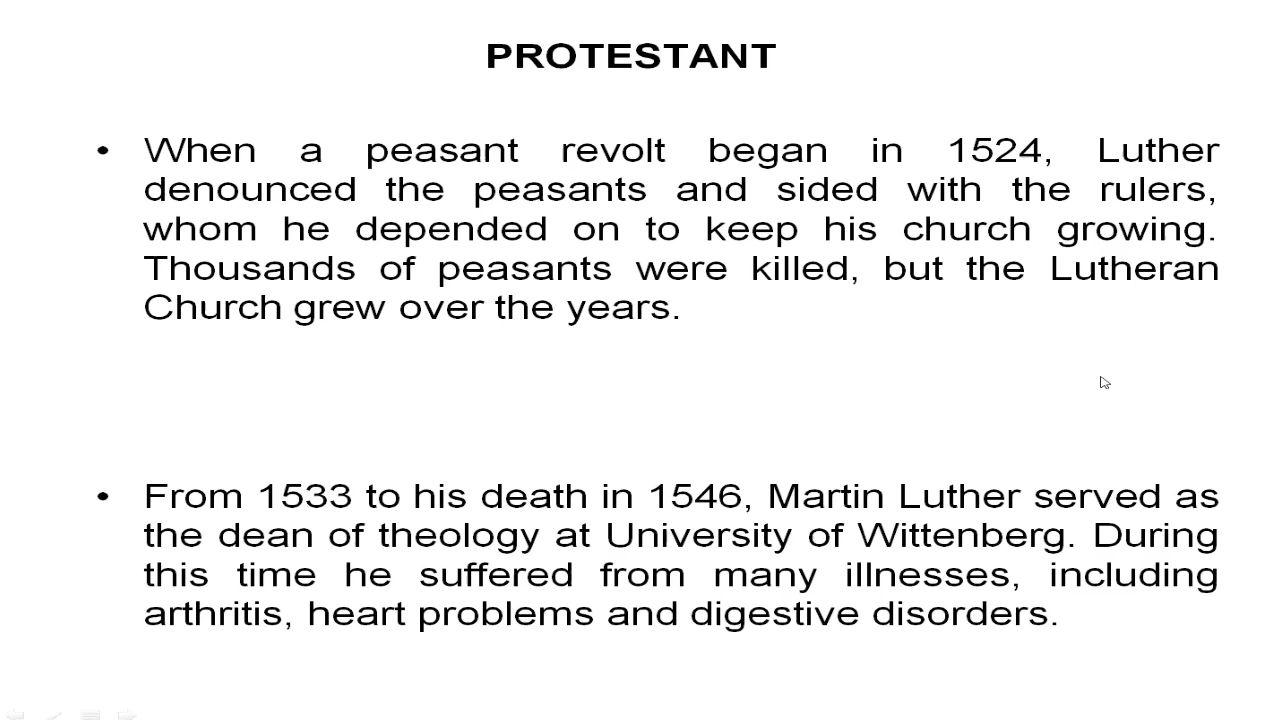 PROTESTANT
• When a peasant revolt began in 1524, Luther
denounced the peasants and sided with the rulers,
whom he depended on to keep his church growing.
Thousands of peasants were killed, but the Lutheran
Church grew over the years.
• From 1533 to his death in 1546, Martin Luther served as
the dean of theology at University of Wittenberg. During
this time he suffered from many illnesses, including
arthritis, heart problems and digestive disorders.